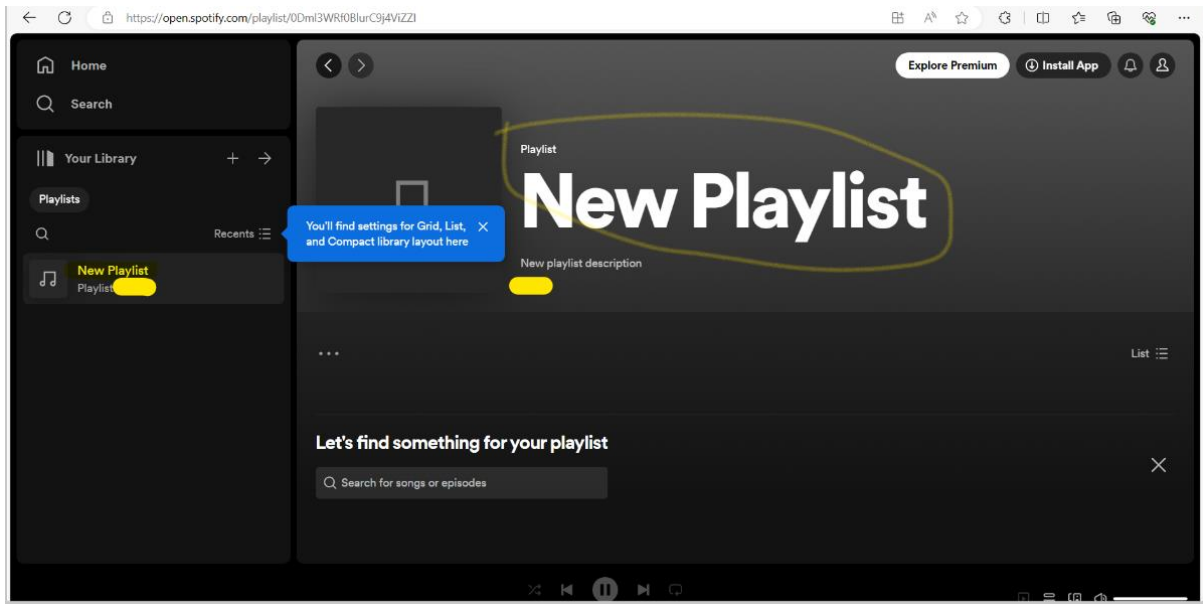 https://open.spotify.com/playlist/0Dml3WRf0BlurC9j4ViZZI
Home
Search
Your Library
Playlists
Recents
New Playlist
Playlist
You'll find settings for Grid, List,
and Compact library layout here
Explore Premium
Install App
Playlist
New Playlist
New playlist description
List
Let's find something for your playlist
Search for songs or episodes